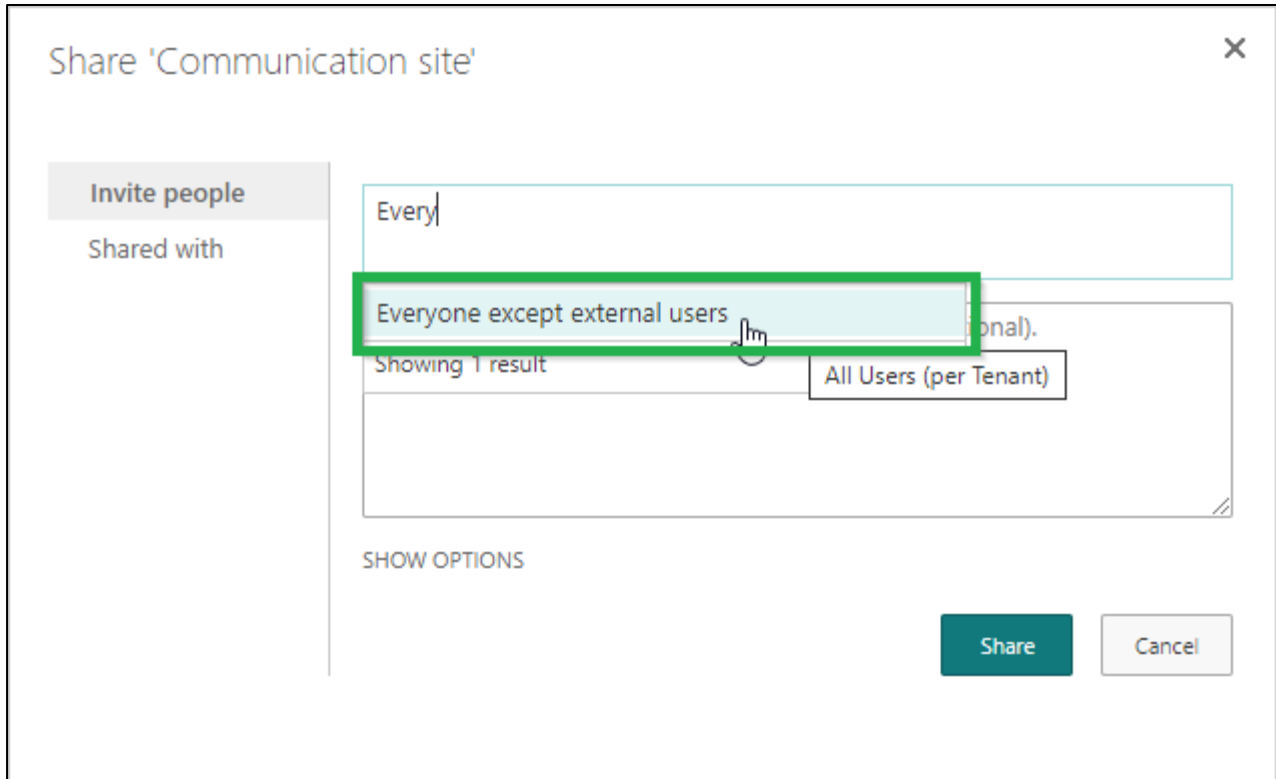 Share 'Communication site'
Invite people
Shared with
Every
Everyone except external users
Showing 1 result
All Users (per Tenant)
SHOW OPTIONS
Share
Cancel